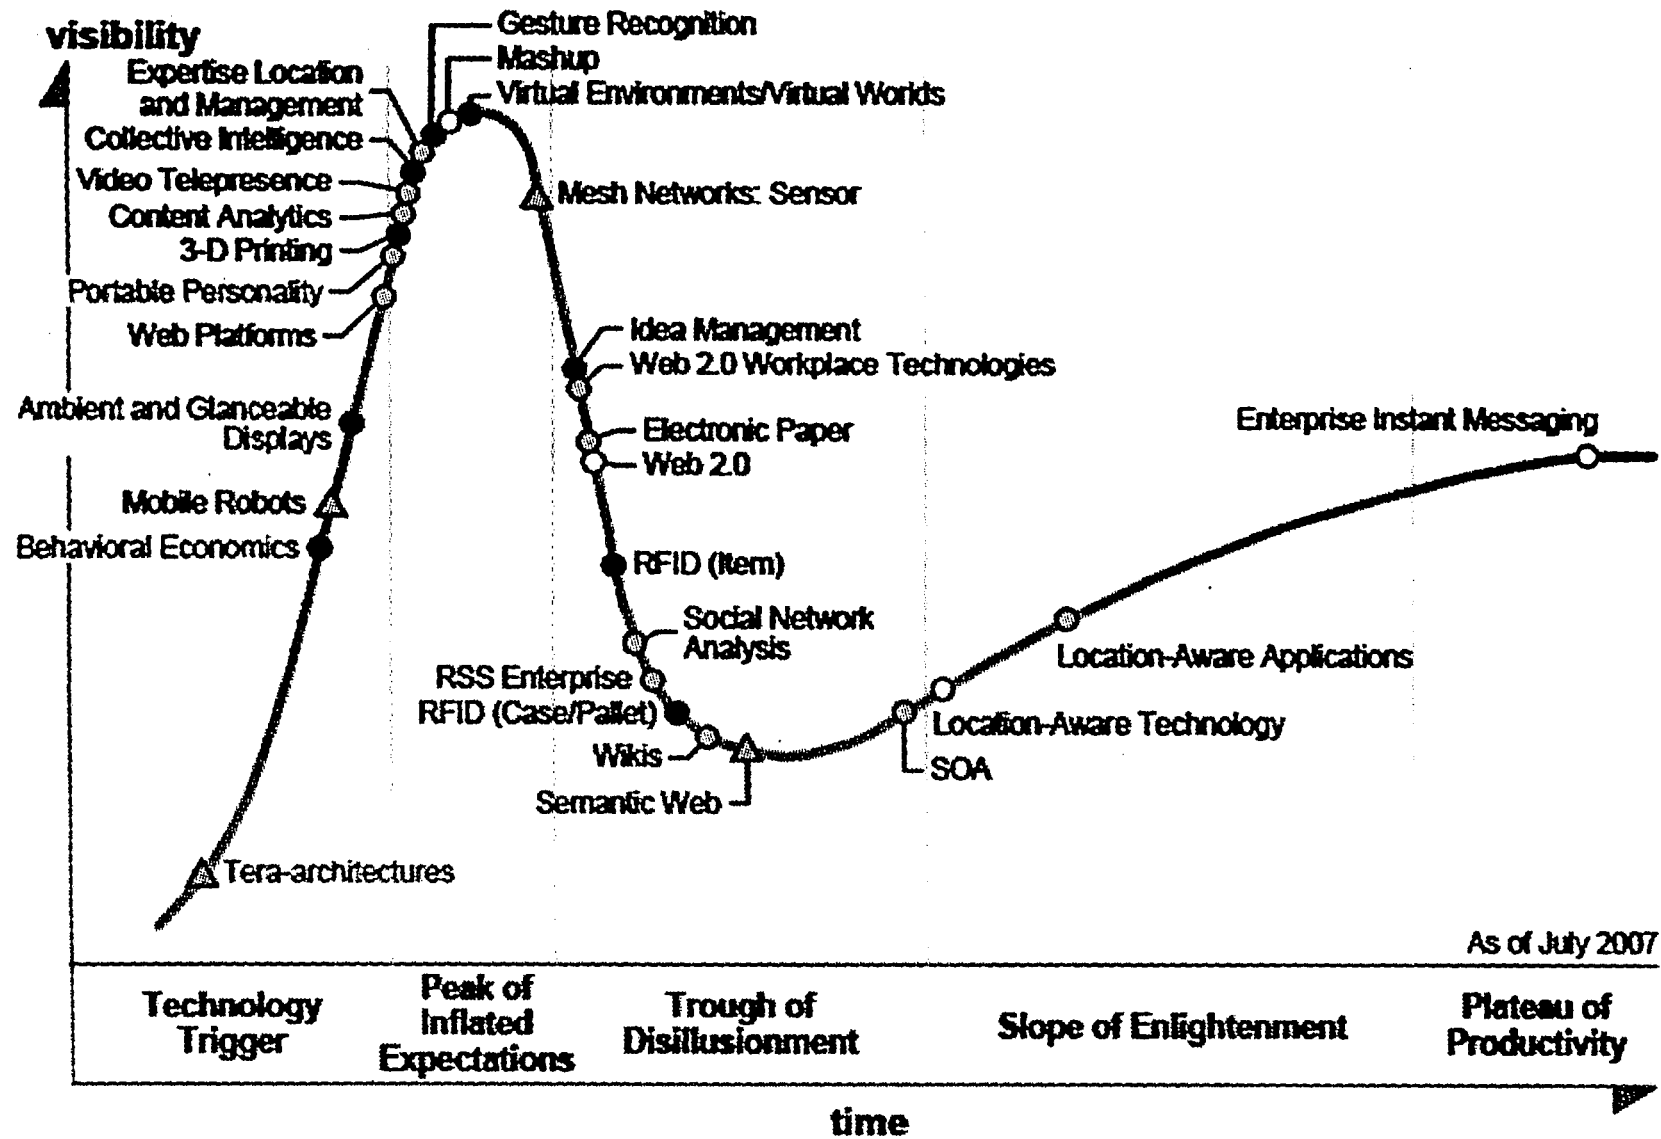 visibility
Gesture Recognition
Mashup
Virtual Environments/Virtual Worlds
Expertise Location
and Management
Collective Intelligence
Video Telepresence
Content Analytics
3-D Printing
Portable Personality
Web Platforms
Ambient and Glanceable
Displays
Mobile Robots
Behavioral Economics
Tera-architectures
Mesh Networks: Sensor
Idea Management
Web 2.0 Workplace Technologies
Electronic Paper
Web 2.0
RFID (Item)
Social Network
Analysis
RSS Enterprise
RFID (Case/Pallet)
Wikis
Semantic Web
SOA
Location-Aware Technology
Location-Aware Applications
Enterprise Instant Messaging
As of July 2007
Technology
Trigger
Peak of
Inflated
Expectations
Trough of
Disillusionment
Slope of Enlightenment
Plateau of
Productivity
time